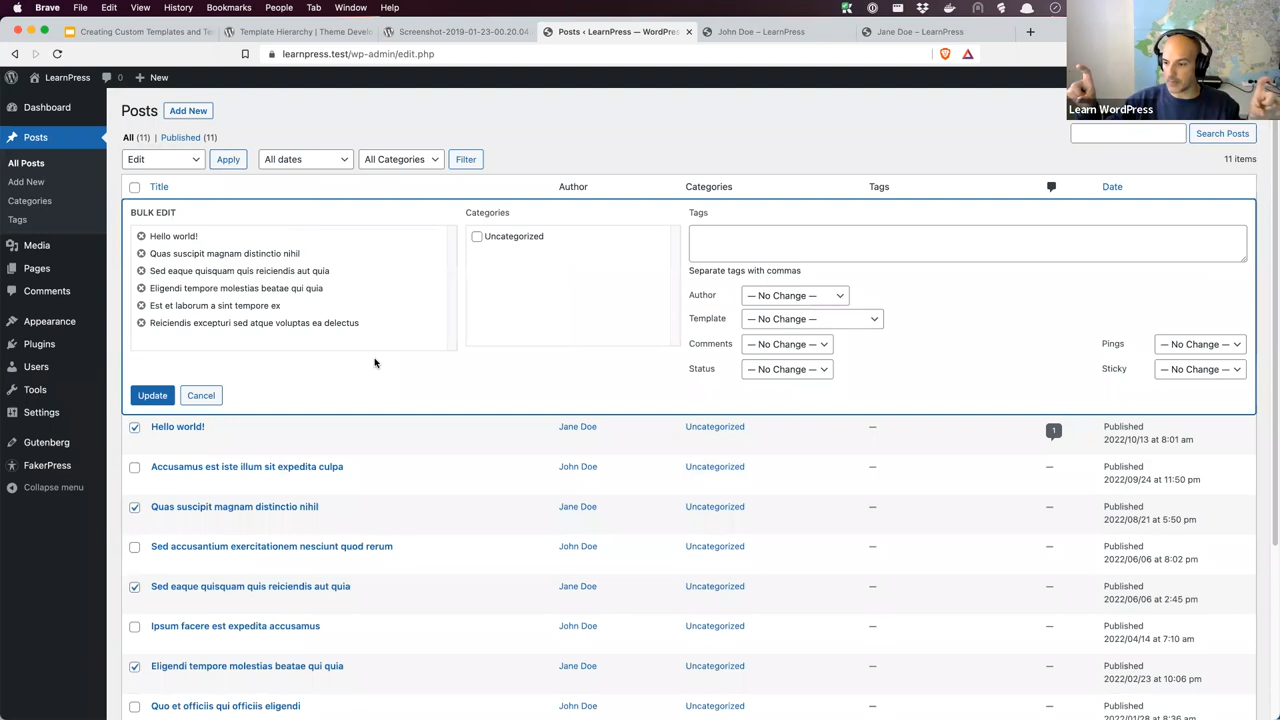 Brave File Edit View History Bookmarks People Tab Window Help
Creating Custom Templates and Te
Template Hierarchy | Theme Develo
Screenshot-2019-01-23-00.20.04.
Posts ‹ LearnPress — WordPres
John Doe – LearnPress
Jane Doe – LearnPress
learnpress.test/wp-admin/edit.php
Learn WordPress
LearnPress 0 + New
Dashboard
Posts
All Posts
Add New
Categories
Tags
Media
Pages
Comments
Appearance
Plugins
Users
Tools
Settings
Gutenberg
FakerPress
Collapse menu
Posts Add New
All (11) | Published (11)
Search Posts
Edit Apply All dates All Categories Filter
11 items
Title Author Categories Tags Date
BULK EDIT
Hello world!
Quas suscipit magnam distinctio nihil
Sed eaque quisquam quis reiciendis aut quia
Eligendi tempore molestias beatae qui quia
Est et laborum a sint tempore ex
Reiciendis excepturi sed atque voluptas ea delectus
Categories
Uncategorized
Tags
Separate tags with commas
Author — No Change —
Template — No Change —
Comments — No Change — Pings — No Change —
Status — No Change — Sticky — No Change —
Update Cancel
Hello world! Jane Doe Uncategorized — 1 Published
2022/10/13 at 8:01 am
Accusamus est iste illum sit expedita culpa John Doe Uncategorized — — Published
2022/09/24 at 11:50 pm
Quas suscipit magnam distinctio nihil Jane Doe Uncategorized — — Published
2022/08/21 at 5:50 pm
Sed accusantium exercitationem nesciunt quod rerum John Doe Uncategorized — — Published
2022/06/06 at 8:02 pm
Sed eaque quisquam quis reiciendis aut quia Jane Doe Uncategorized — — Published
2022/06/06 at 2:45 pm
Ipsum facere est expedita accusamus John Doe Uncategorized — — Published
2022/04/14 at 7:10 am
Eligendi tempore molestias beatae qui quia Jane Doe Uncategorized — — Published
2022/02/23 at 10:06 pm
Quo et officiis qui officiis eligendi John Doe Uncategorized — — Published
2022/01/28 at 8:36 am